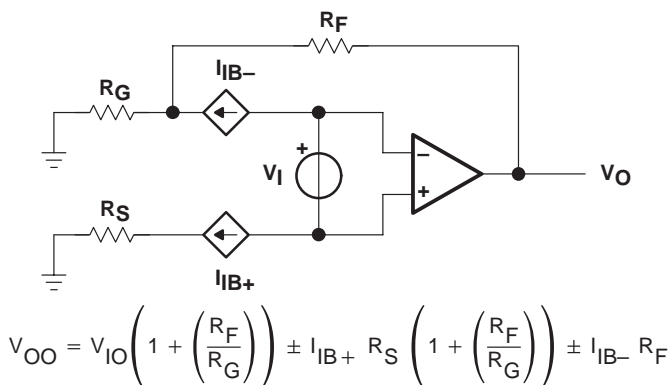 RF
IIB–
RG
+
VI
–
+
VO
RS
IIB+
VOO = VIO(1 + (RF/RG)) ± IIB+ RS (1 + (RF/RG)) ± IIB– RF